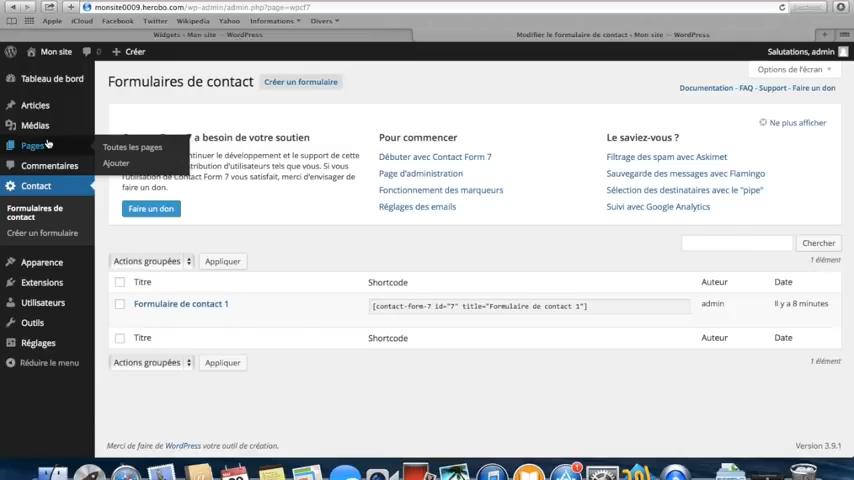 monsite0009.herobo.com/wp-admin/admin.php?page=wpcf7
Apple iCloud Facebook Twitter Wikipedia Yahoo Informations Divers
Widgets ‹ Mon site — WordPress
Modifier le formulaire de contact ‹ Mon site — WordPress
Mon site 0 Créer
Salutations, admin
Tableau de bord
Articles
Médias
Pages
Commentaires
Contact
Formulaires de
contact
Créer un formulaire
Apparence
Extensions
Utilisateurs
Outils
Réglages
Réduire le menu
Toutes les pages
Ajouter
Formulaires de contact Créer un formulaire
Options de l'écran
Documentation - FAQ - Support - Faire un don
Ne plus afficher
7 a besoin de votre soutien
continuer le développement et le support de cette
distribution telles que vous. Si
l'utilisation de Contact Form 7 vous satisfait, merci d'envisager de
faire un don.
Faire un don
Pour commencer
Débuter avec Contact Form 7
Page d'administration
Fonctionnement des marqueurs
Réglages des emails
Le saviez-vous ?
Filtrage des spam avec Askimet
Sauvegarde des messages avec Flamingo
Sélection des destinataires avec le "pipe"
Suivi avec Google Analytics
Chercher
Actions groupées Appliquer
1 élément
Titre Shortcode Auteur Date
Formulaire de contact 1 [contact-form-7 id="7" title="Formulaire de contact 1"] admin Il y a 8 minutes
Titre Shortcode Auteur Date
Actions groupées Appliquer
1 élément
Merci de faire de WordPress votre outil de création.
Version 3.9.1